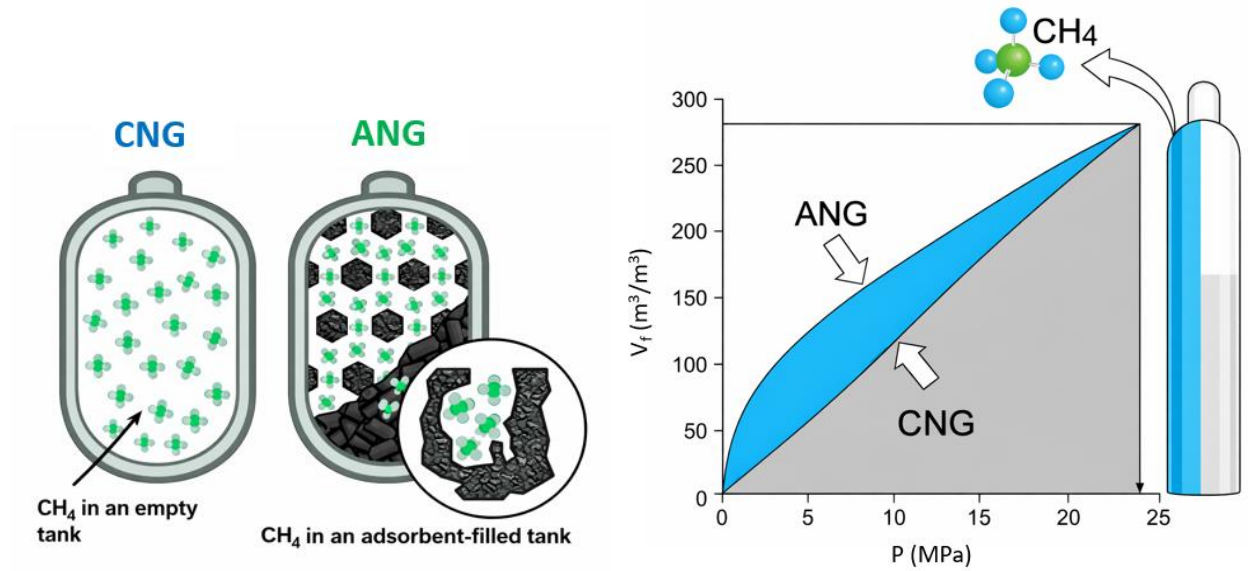 CNG
ANG
CH₄ in an empty
tank
CH₄ in an adsorbent-filled tank
CH4
300
250
200
150
100
50
0
Vf (m³/m³)
ANG
CNG
0
5
10
15
20
25
P (MPa)